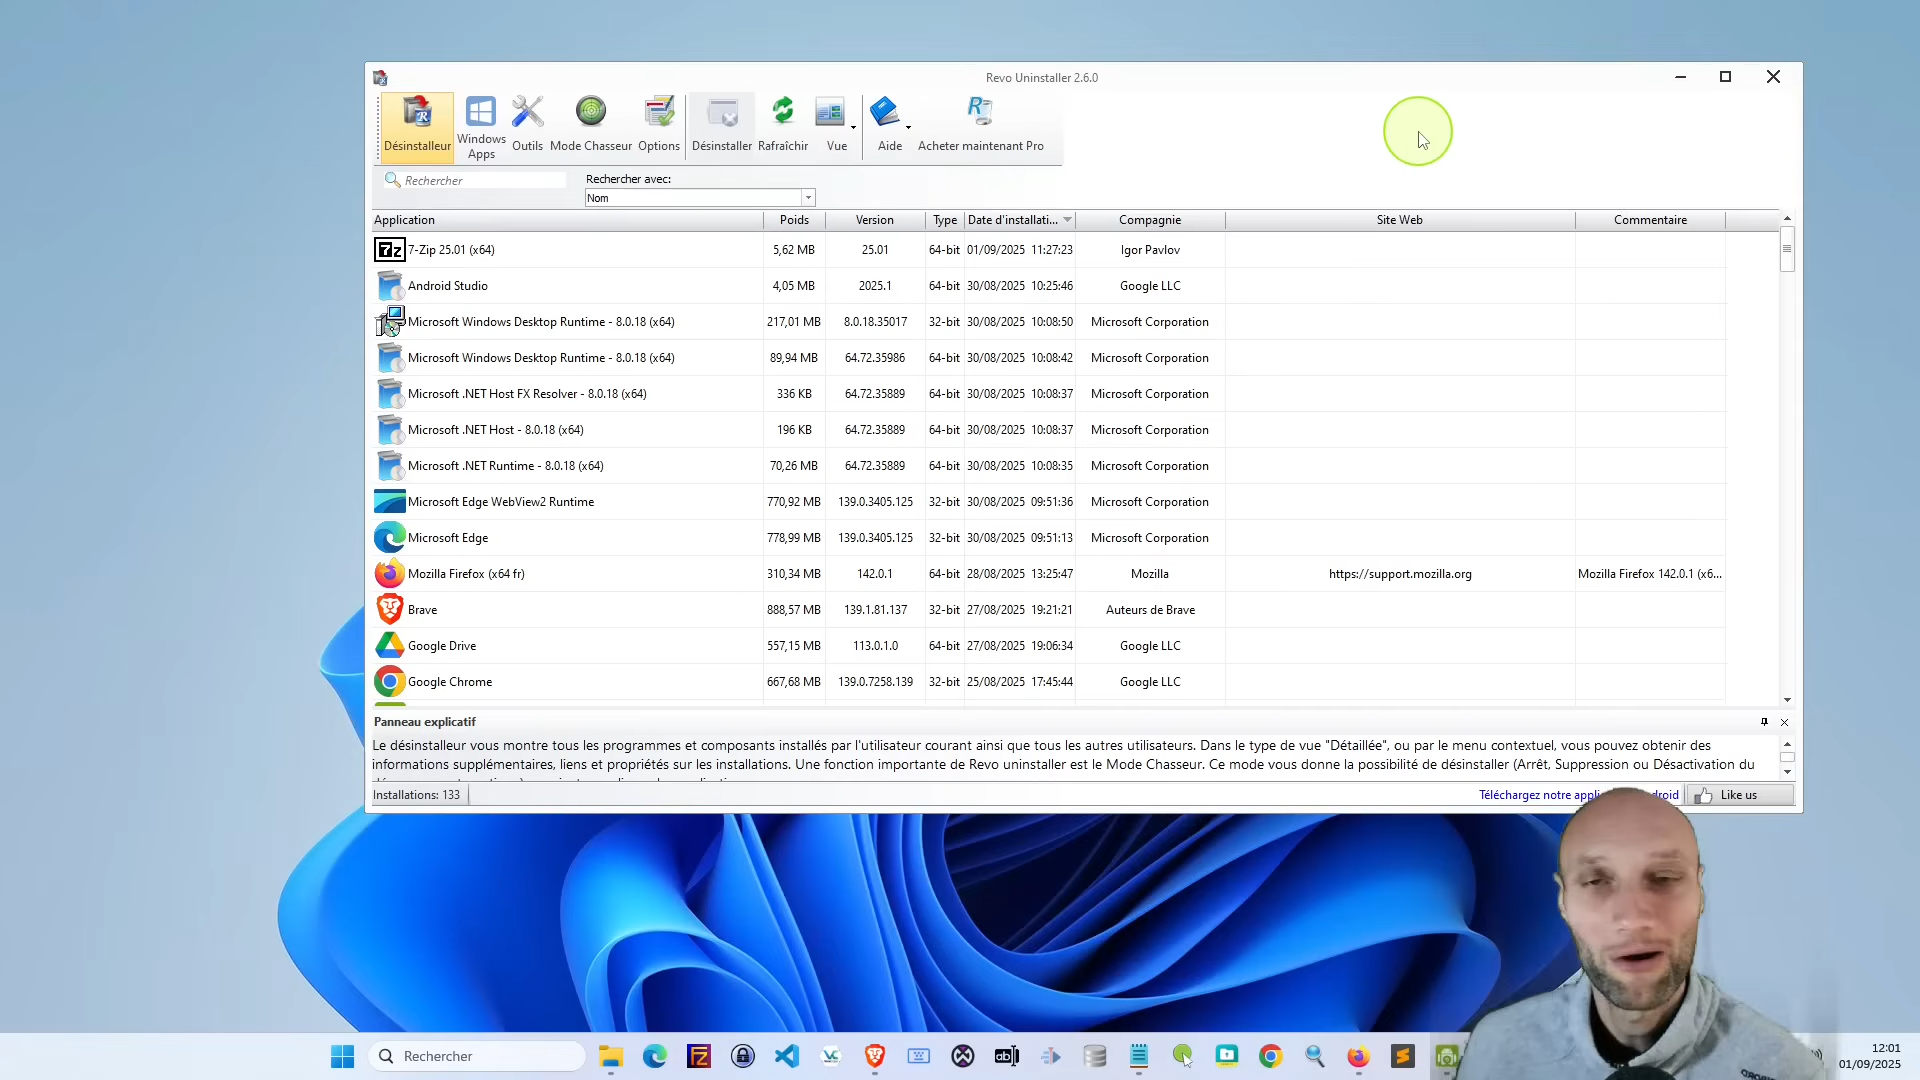 Revo Uninstaller 2.6.0
Désinstalleur Windows Apps Outils Mode Chasseur Options Désinstaller Rafraîchir Vue Aide Acheter maintenant Pro
Rechercher
Rechercher avec:
Nom
Application Poids Version Type Date d'installati... Compagnie Site Web Commentaire
7z 7-Zip 25.01 (x64) 5,62 MB 25.01 64-bit 01/09/2025 11:27:23 Igor Pavlov
Android Studio 4,05 MB 2025.1 64-bit 30/08/2025 10:25:46 Google LLC
Microsoft Windows Desktop Runtime - 8.0.18 (x64) 217,01 MB 8.0.18.35017 32-bit 30/08/2025 10:08:50 Microsoft Corporation
Microsoft Windows Desktop Runtime - 8.0.18 (x64) 89,94 MB 64.72.35986 64-bit 30/08/2025 10:08:42 Microsoft Corporation
Microsoft .NET Host FX Resolver - 8.0.18 (x64) 336 KB 64.72.35889 64-bit 30/08/2025 10:08:37 Microsoft Corporation
Microsoft .NET Host - 8.0.18 (x64) 196 KB 64.72.35889 64-bit 30/08/2025 10:08:37 Microsoft Corporation
Microsoft .NET Runtime - 8.0.18 (x64) 70,26 MB 64.72.35889 64-bit 30/08/2025 10:08:35 Microsoft Corporation
Microsoft Edge WebView2 Runtime 770,92 MB 139.0.3405.125 32-bit 30/08/2025 09:51:36 Microsoft Corporation
Microsoft Edge 778,99 MB 139.0.3405.125 32-bit 30/08/2025 09:51:13 Microsoft Corporation
Mozilla Firefox (x64 fr) 310,34 MB 142.0.1 64-bit 28/08/2025 13:25:47 Mozilla https://support.mozilla.org Mozilla Firefox 142.0.1 (x6...
Brave 888,57 MB 139.1.81.137 32-bit 27/08/2025 19:21:21 Auteurs de Brave
Google Drive 557,15 MB 113.0.1.0 64-bit 27/08/2025 19:06:34 Google LLC
Google Chrome 667,68 MB 139.0.7258.139 32-bit 25/08/2025 17:45:44 Google LLC
Panneau explicatif
Le désinstalleur vous montre tous les programmes et composants installés par l'utilisateur courant ainsi que tous les autres utilisateurs. Dans le type de vue "Détaillée", ou par le menu contextuel, vous pouvez obtenir des
informations supplémentaires, liens et propriétés sur les installations. Une fonction importante de Revo uninstaller est le Mode Chasseur. Ce mode vous donne la possibilité de désinstaller (Arrêt, Suppression ou Désactivation du
Installations: 133 Téléchargez notre Like us
Rechercher
12:01
01/09/2025